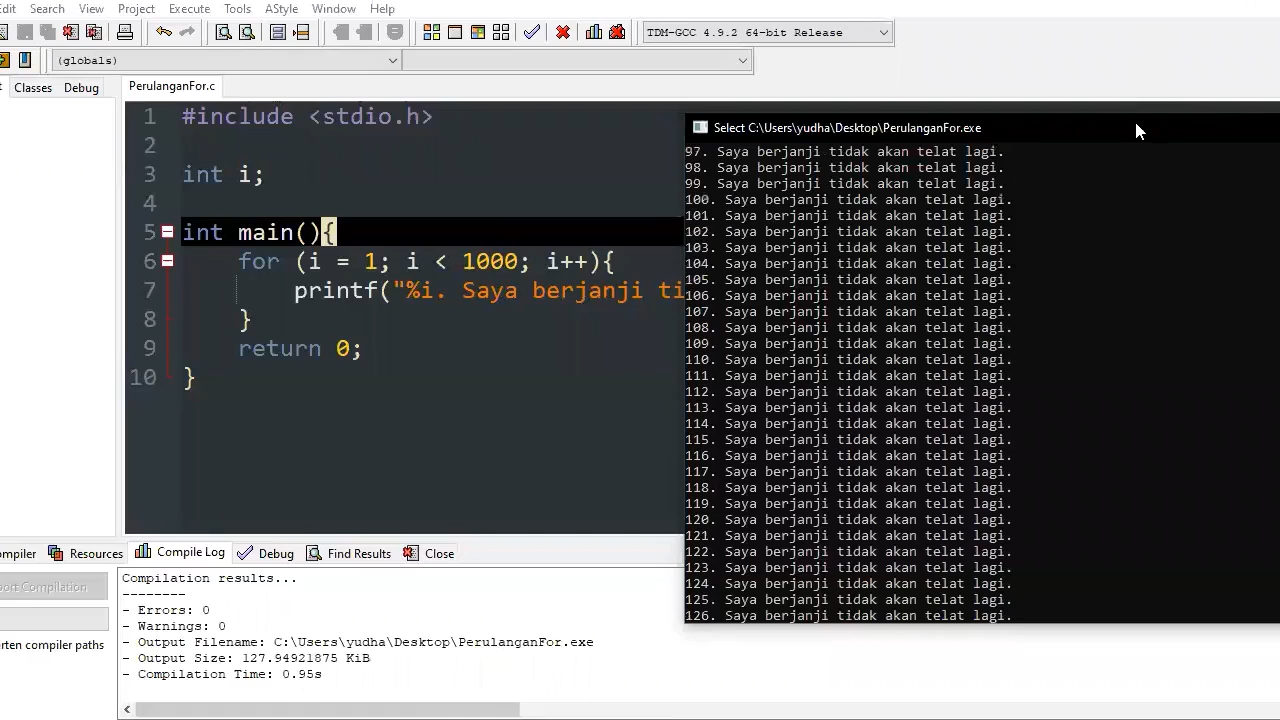 Edit Search View Project Execute Tools AStyle Window Help
TDM-GCC 4.9.2 64-bit Release
(globals)
Classes Debug
PerulanganFor.c
1 #include <stdio.h>
2
3 int i;
4
5 int main(){
6 for (i = 1; i < 1000; i++){
7 printf("%i. Saya berjanji ti
8 }
9 return 0;
10 }
Select C:\Users\yudha\Desktop\PerulanganFor.exe
97. Saya berjanji tidak akan telat lagi.
98. Saya berjanji tidak akan telat lagi.
99. Saya berjanji tidak akan telat lagi.
100. Saya berjanji tidak akan telat lagi.
101. Saya berjanji tidak akan telat lagi.
102. Saya berjanji tidak akan telat lagi.
103. Saya berjanji tidak akan telat lagi.
104. Saya berjanji tidak akan telat lagi.
105. Saya berjanji tidak akan telat lagi.
106. Saya berjanji tidak akan telat lagi.
107. Saya berjanji tidak akan telat lagi.
108. Saya berjanji tidak akan telat lagi.
109. Saya berjanji tidak akan telat lagi.
110. Saya berjanji tidak akan telat lagi.
111. Saya berjanji tidak akan telat lagi.
112. Saya berjanji tidak akan telat lagi.
113. Saya berjanji tidak akan telat lagi.
114. Saya berjanji tidak akan telat lagi.
115. Saya berjanji tidak akan telat lagi.
116. Saya berjanji tidak akan telat lagi.
117. Saya berjanji tidak akan telat lagi.
118. Saya berjanji tidak akan telat lagi.
119. Saya berjanji tidak akan telat lagi.
120. Saya berjanji tidak akan telat lagi.
121. Saya berjanji tidak akan telat lagi.
122. Saya berjanji tidak akan telat lagi.
123. Saya berjanji tidak akan telat lagi.
124. Saya berjanji tidak akan telat lagi.
125. Saya berjanji tidak akan telat lagi.
126. Saya berjanji tidak akan telat lagi.
ompiler Resources Compile Log Debug Find Results Close
ort Compilation
rten compiler paths
Compilation results...
--------
- Errors: 0
- Warnings: 0
- Output Filename: C:\Users\yudha\Desktop\PerulanganFor.exe
- Output Size: 127.94921875 KiB
- Compilation Time: 0.95s